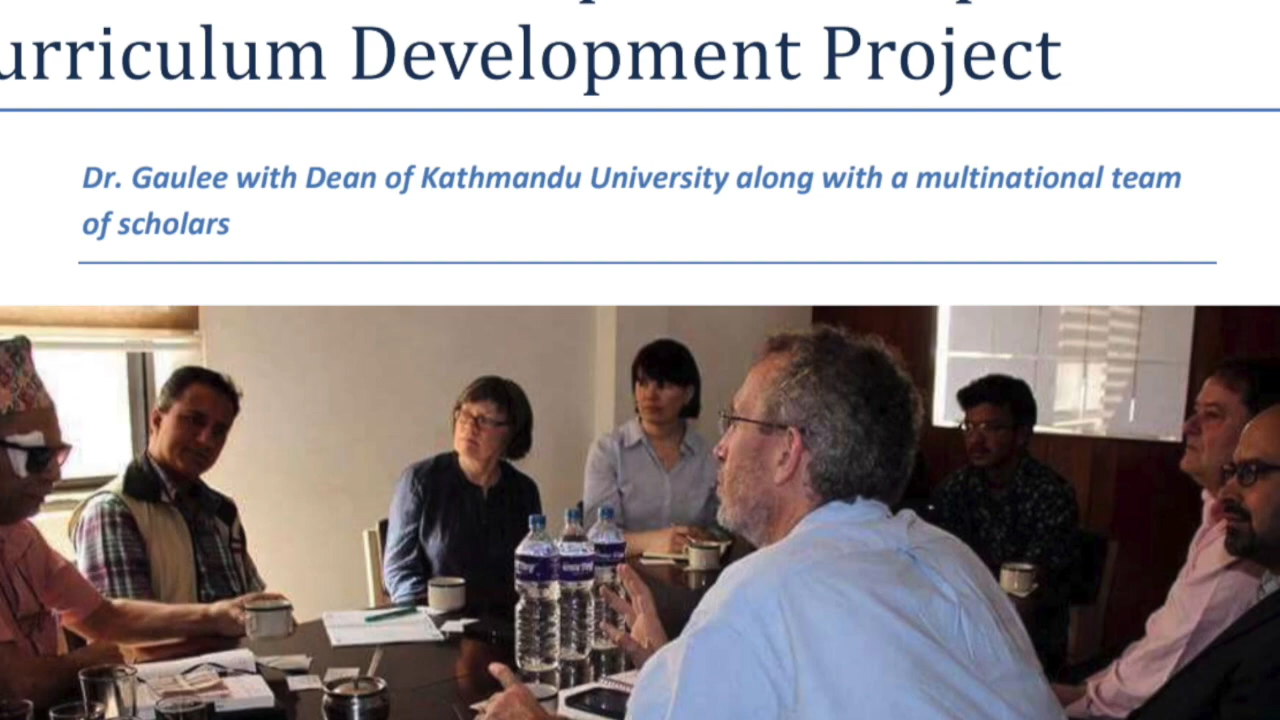 urriculum Development Project
Dr. Gaulee with Dean of Kathmandu University along with a multinational team
of scholars